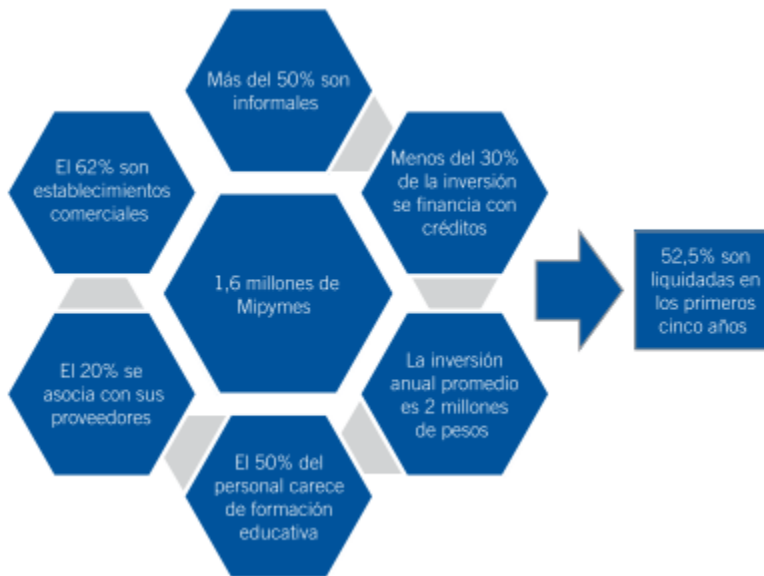 Más del 50% son
informales
Menos del 30%
de la inversión
se financia con
créditos
La inversión
anual promedio
es 2 millones
de pesos
El 50% del
personal carece
de formación
educativa
El 20% se
asocia con sus
proveedores
El 62% son
establecimientos
comerciales
1,6 millones de
Mipymes
52,5% son
liquidadas en
los primeros
cinco años